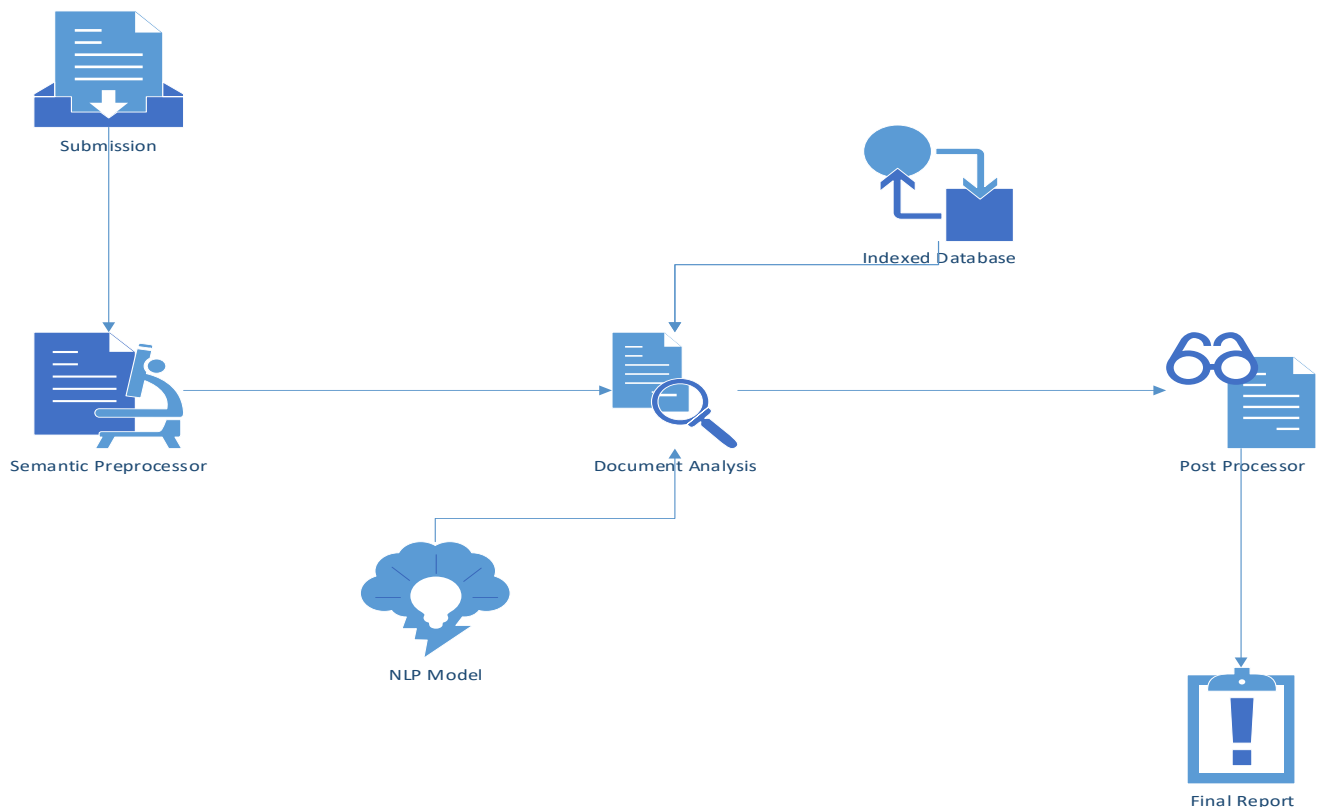 Submission
Indexed Database
Semantic Preprocessor
Document Analysis
Post Processor
NLP Model
Final Report